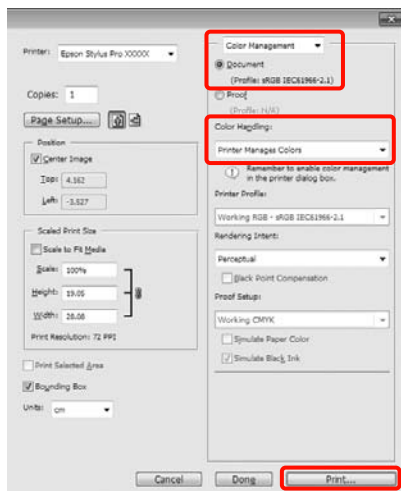 Printer: Epson Stylus Pro XXXXX
Copies: 1
Page Setup...
Position
Center Image
Top: 4.162
Left: -3.527
Scaled Print Size
Scale to Fit Media
Scale: 100%
Height: 19.05
Width: 28.08
Print Resolution: 72 PPI
Print Selected Area
Bounding Box
Units: cm
Color Management
Document
(Profile: sRGB IEC61966-2.1)
Proof
(Profile: N/A)
Color Handling:
Printer Manages Colors
Remember to enable color management
in the printer dialog box.
Printer Profile:
Working RGB - sRGB IEC61966-2.1
Rendering Intent:
Perceptual
Black Point Compensation
Proof Setup:
Working CMYK
Simulate Paper Color
Simulate Black Ink
Cancel
Done
Print...